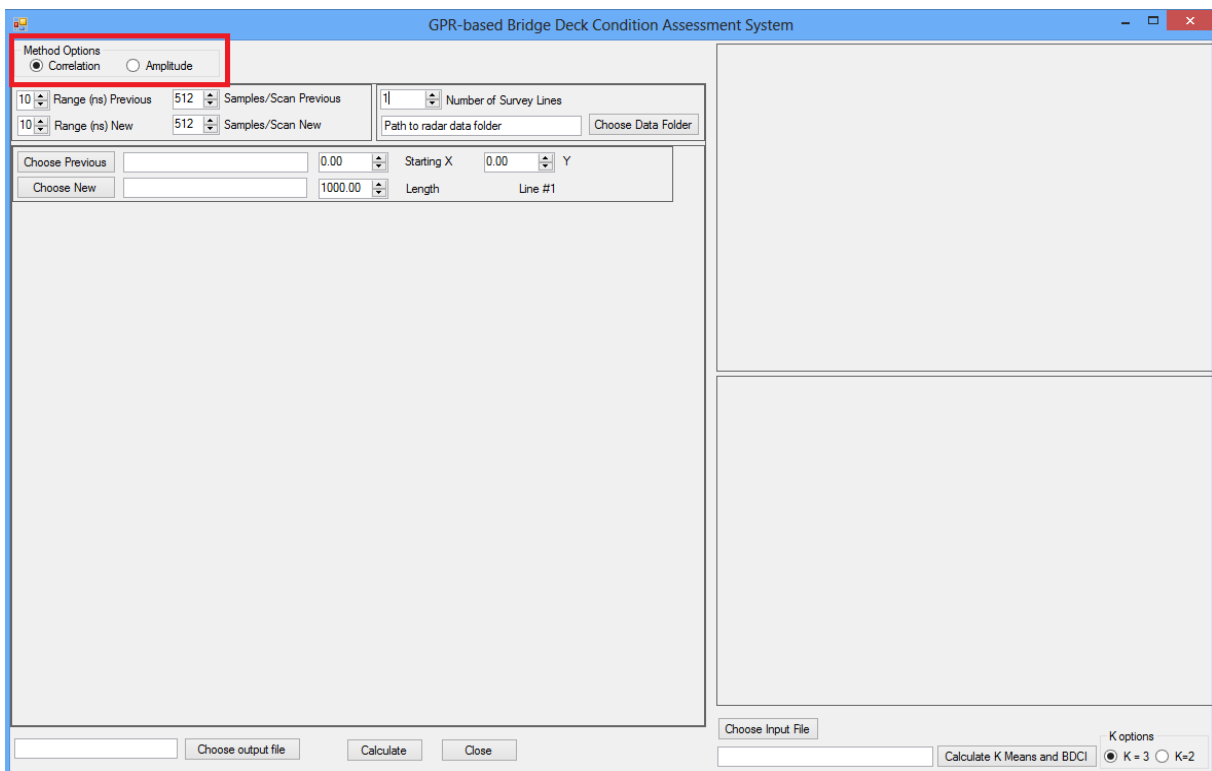 GPR-based Bridge Deck Condition Assessment System
Method Options
Correlation Amplitude
10 Range (ns) Previous 512 Samples/Scan Previous
10 Range (ns) New 512 Samples/Scan New
1 Number of Survey Lines
Path to radar data folder Choose Data Folder
Choose Previous 0.00 Starting X 0.00 Y
Choose New 1000.00 Length Line #1
Choose output file Calculate Close
Choose Input File
Calculate K Means and BDCI
K options
K = 3 K=2